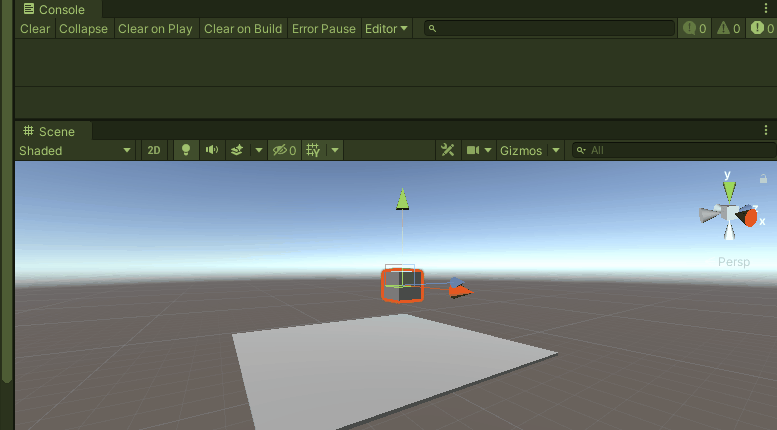 Console
Clear Collapse Clear on Play Clear on Build Error Pause Editor 0 0 0
Scene
Shaded 2D 0 Gizmos All
y
x
Persp